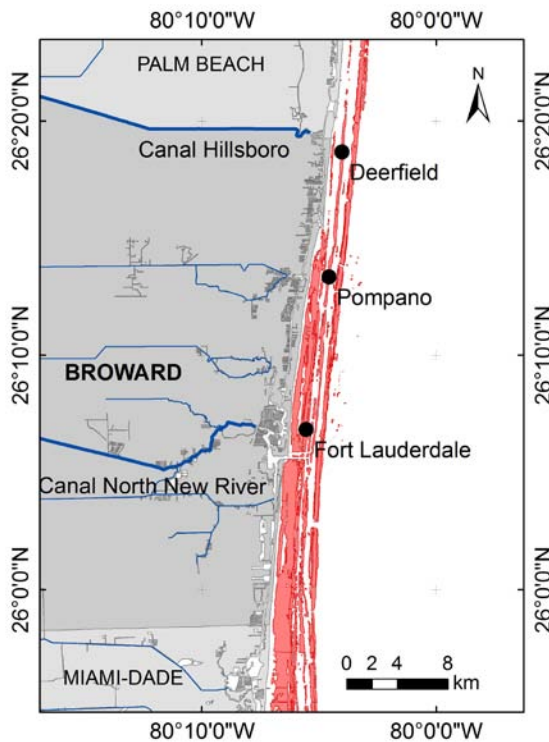 80°10'0"W 80°0'0"W
PALM BEACH
N
26°20'0"N 26°20'0"N
Canal Hillsboro
Deerfield
Pompano
26°10'0"N 26°10'0"N
BROWARD
Fort Lauderdale
Canal North New River
26°0'0"N 26°0'0"N
MIAMI-DADE
0 2 4 8
km
80°10'0"W 80°0'0"W